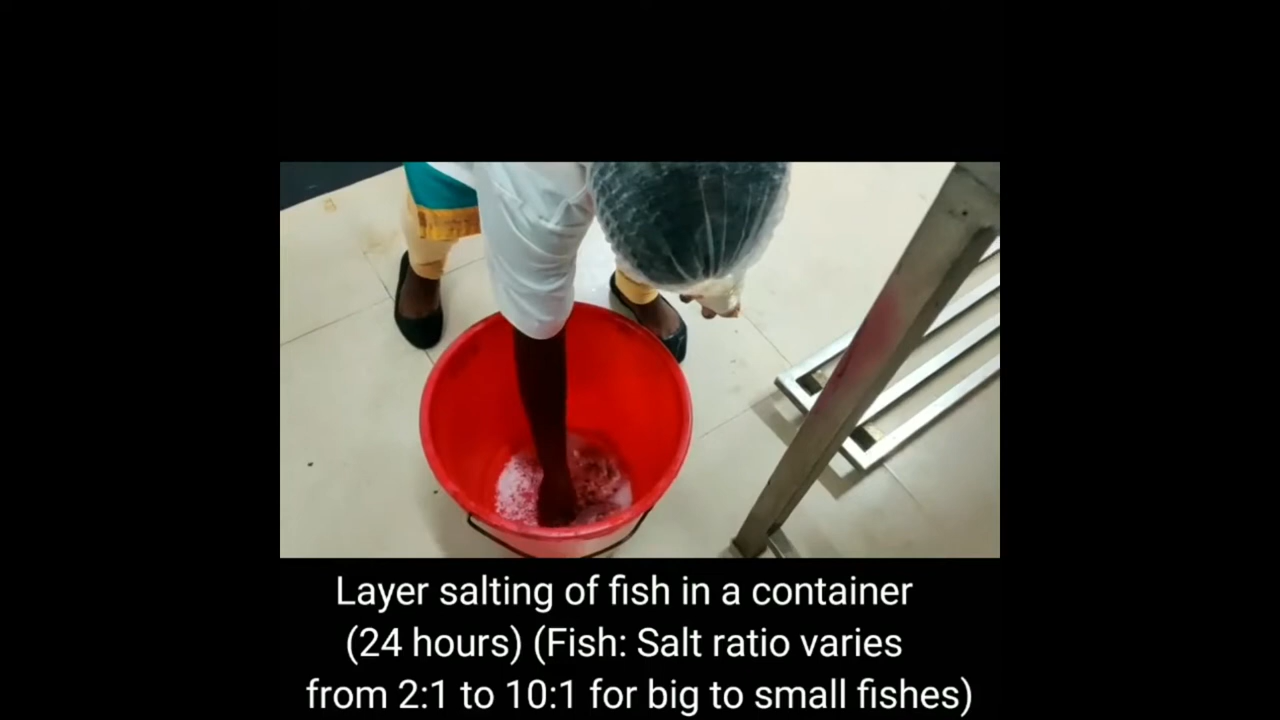 Layer salting of fish in a container
(24 hours) (Fish: Salt ratio varies
from 2:1 to 10:1 for big to small fishes)